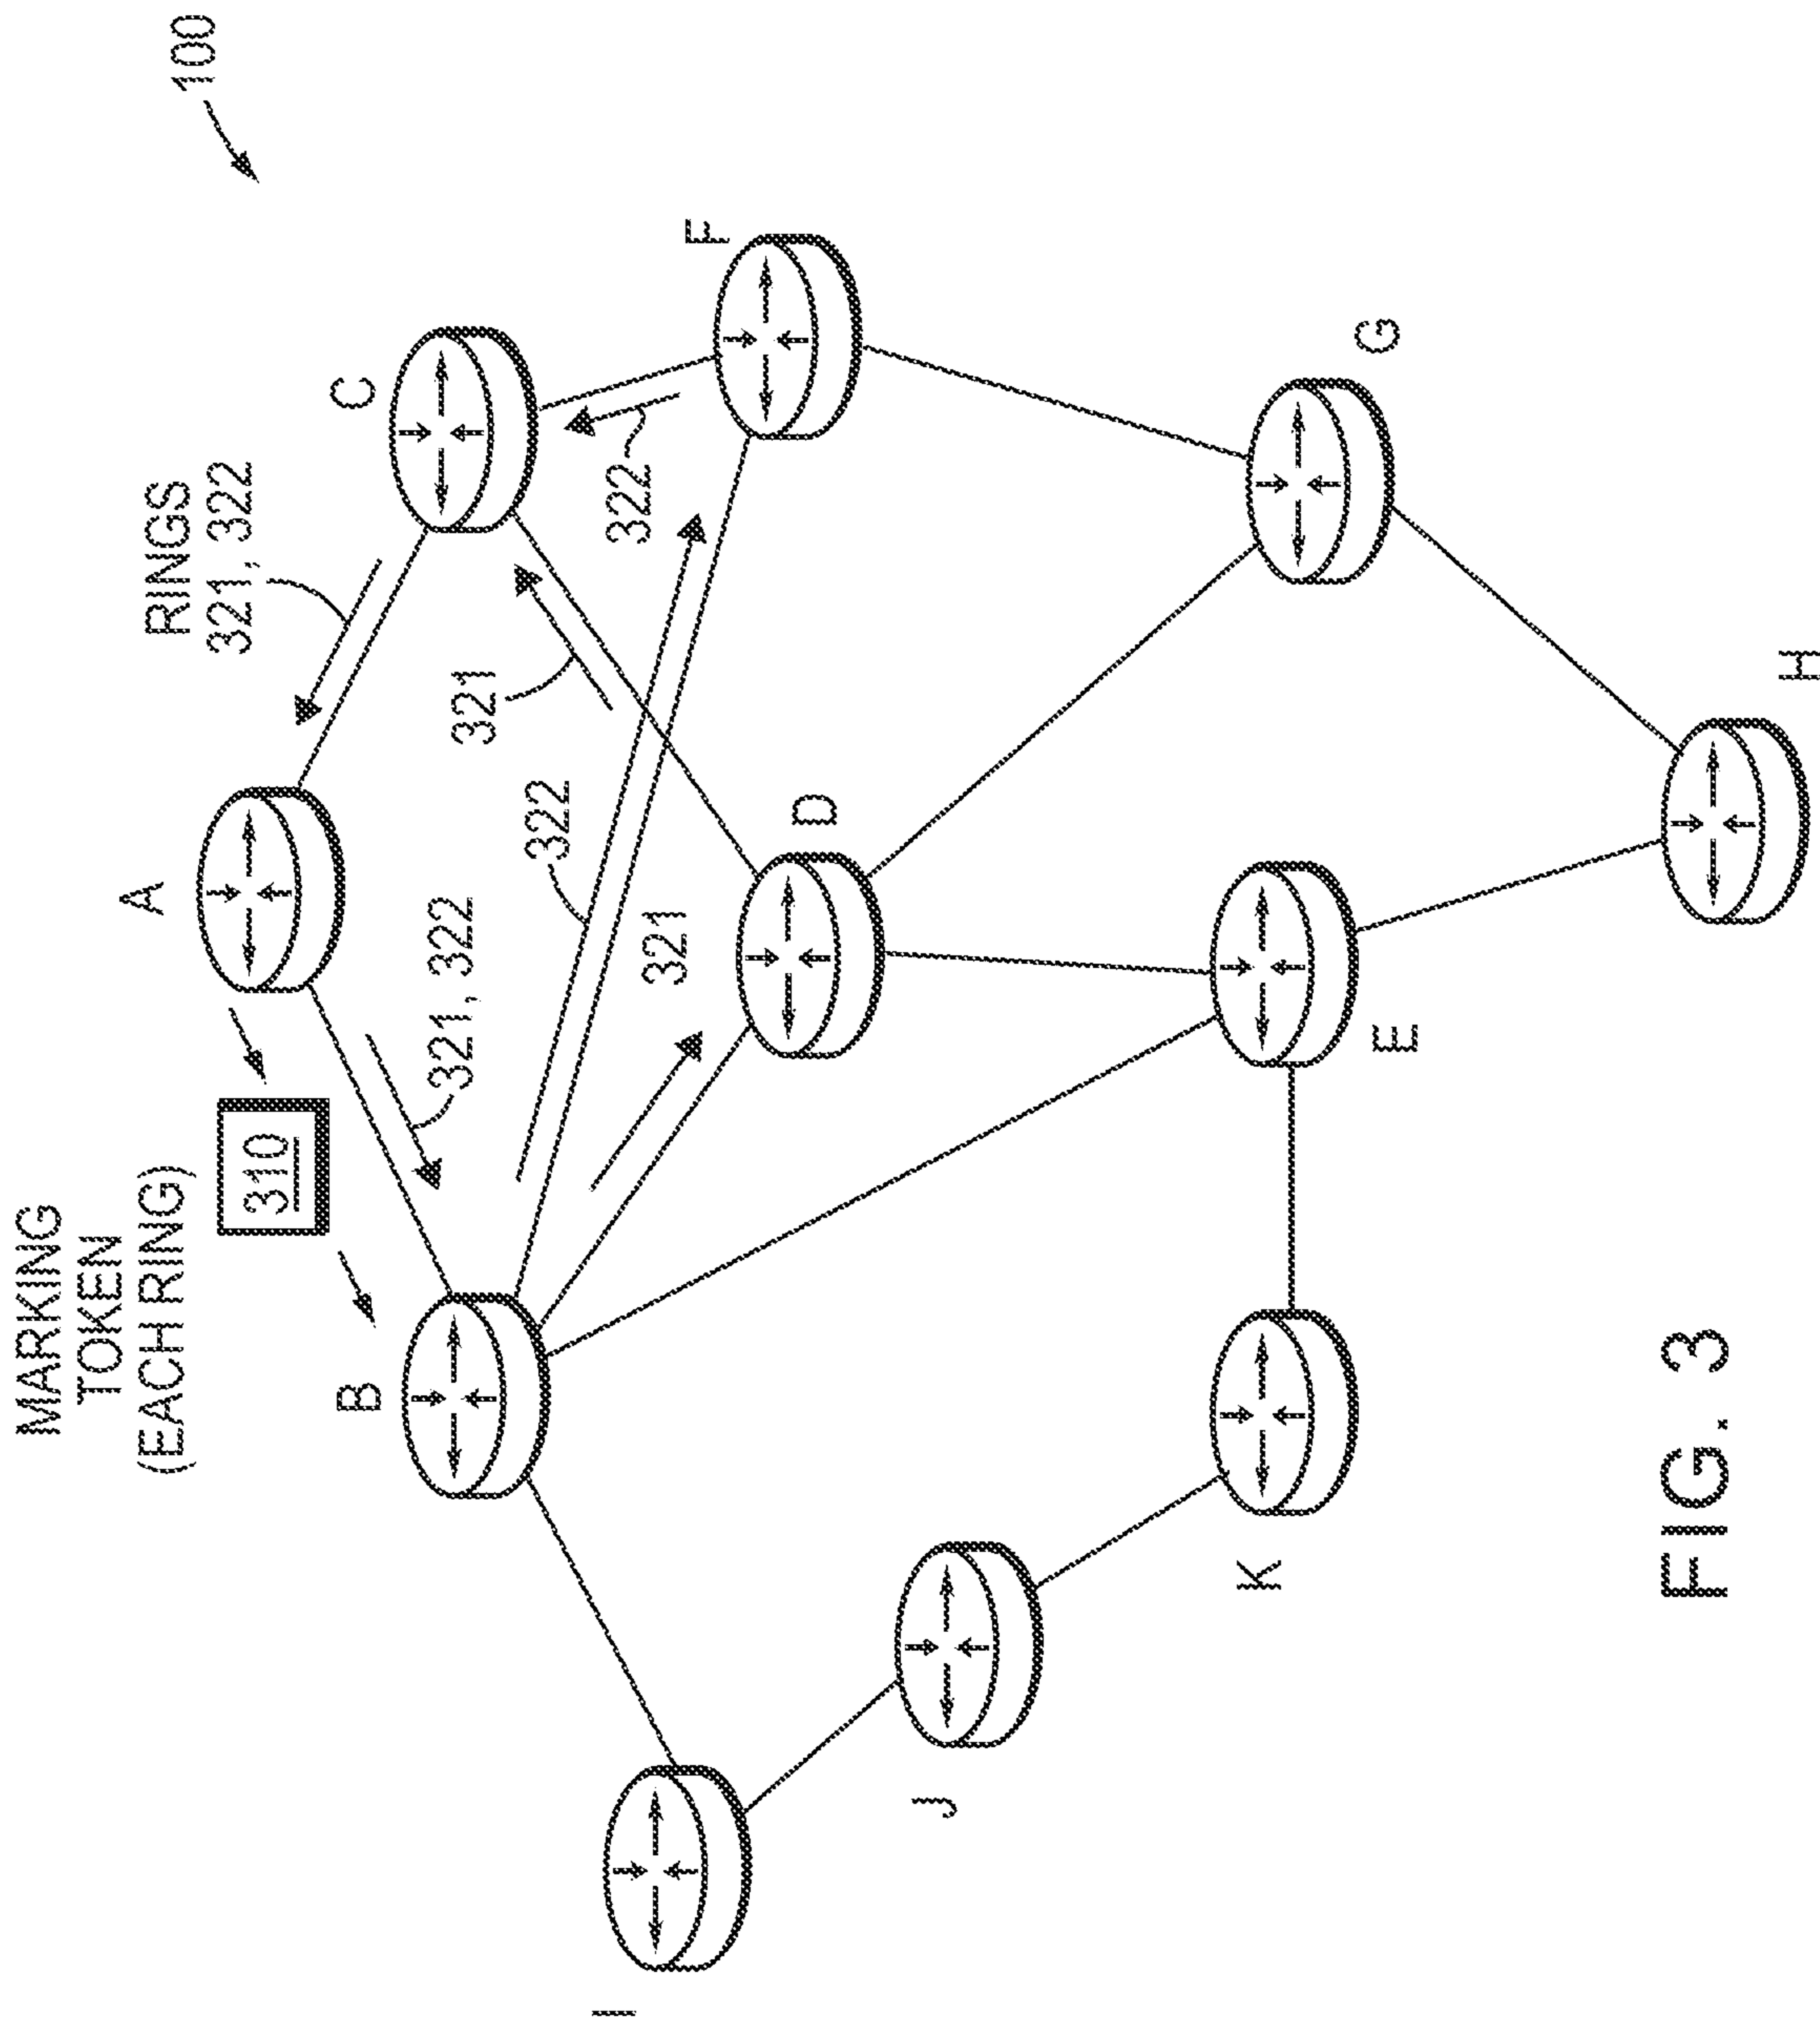 100
MARKING
TOKEN
(EACH RING)
310
A
RINGS
321, 322
B
C
321, 322
321
322
322
F
321
D
I
J
E
G
K
H
FIG. 3